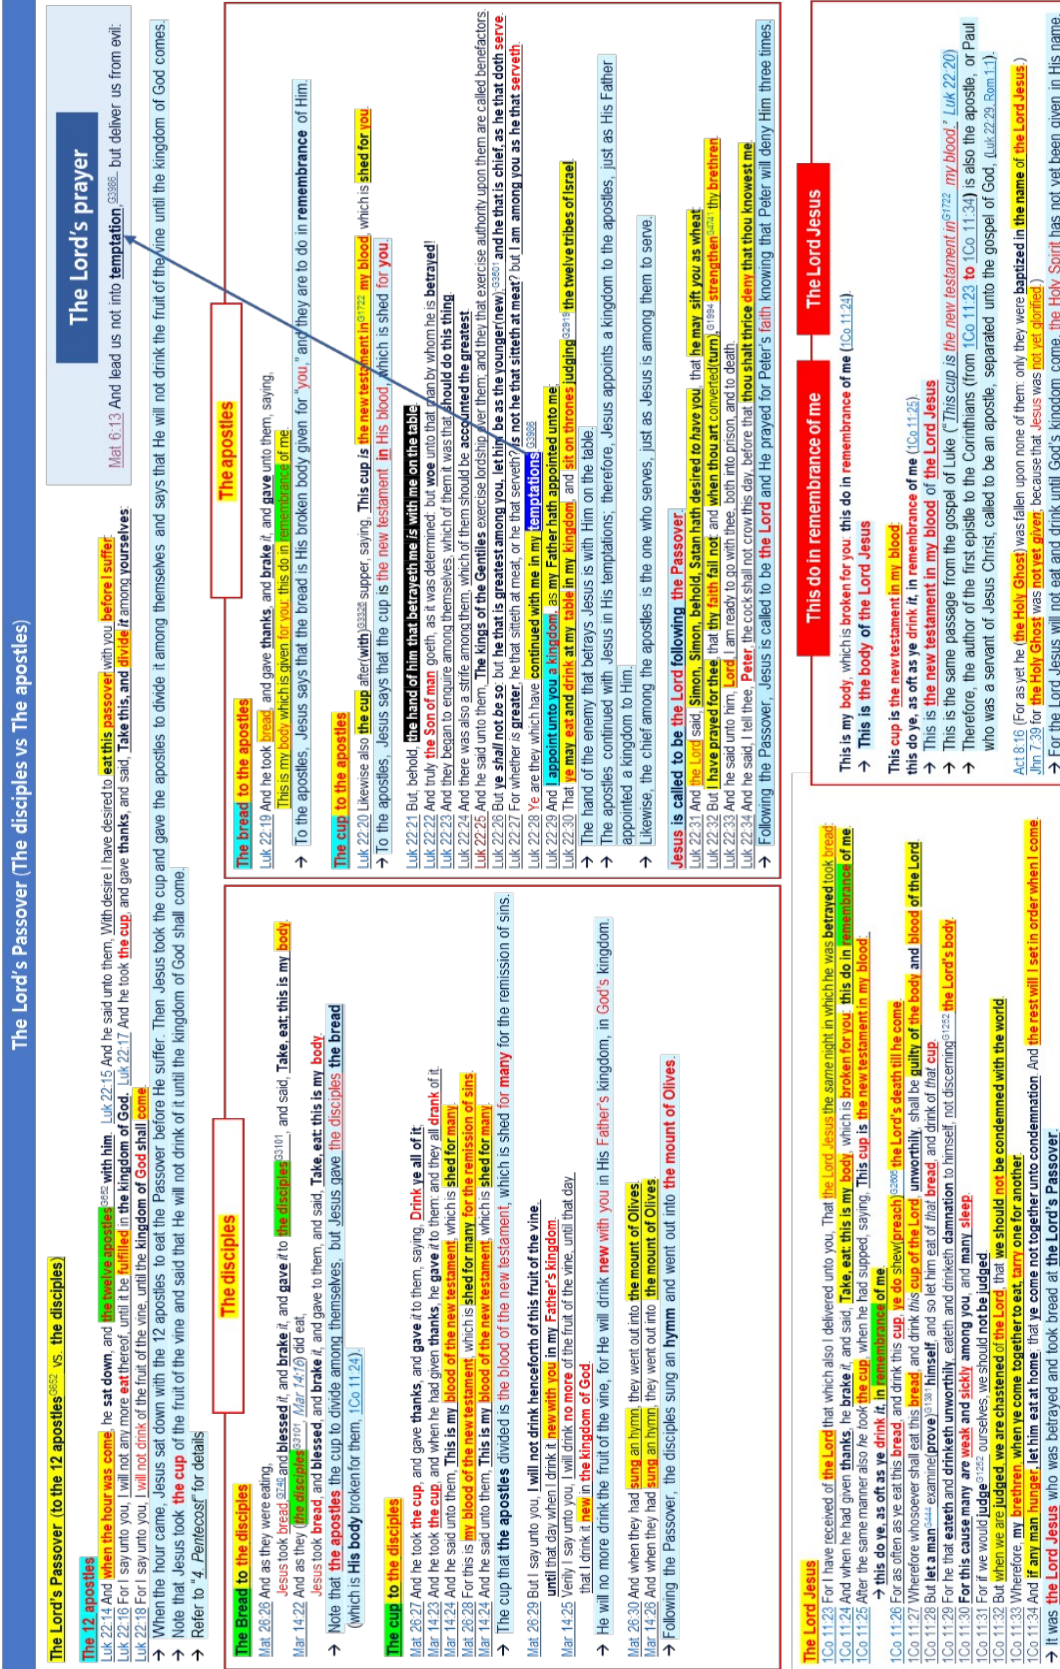 The Lord's Passover (The disciples vs The apostles)
The Lord's Passover (to the 12 apostles G652 vs. the disciples)
The 12 apostles
Luk 22:14 And when the hour was come, he sat down, and the twelve apostles G652 with him. Luk 22:15 And he said unto them, With desire I have desired to eat this passover with you before I suffer:
Luk 22:16 For I say unto you, I will not any more eat thereof, until it be fulfilled in the kingdom of God. Luk 22:17 And he took the cup, and gave thanks, and said, Take this, and divide it among yourselves:
Luk 22:18 For I say unto you, I will not drink of the fruit of the vine, until the kingdom of God shall come.
→ When the hour came, Jesus sat down with the 12 apostles to eat the Passover before He suffer. Then Jesus took the cup and gave the apostles to divide it among themselves and says that He will not drink the fruit of the vine until the kingdom of God comes.
→ Note that Jesus took the cup of the fruit of the vine and said that He will not drink of it until the kingdom of God shall come.
→ Refer to "4. Pentecost" for details
The Lord's prayer
Mat 6:13 And lead us not into temptation, G3986 but deliver us from evil:
The disciples
The Bread to the disciples
Mat 26:26 And as they were eating,
Jesus took bread, G740 and blessed it, and brake it, and gave it to the disciples G3101, and said, Take, eat; this is my body.
Mar 14:22 And as they (the disciples G3101, Mar 14:16) did eat,
Jesus took bread, and blessed, and brake it, and gave to them, and said, Take, eat: this is my body.
→ Note that the apostles the cup to divide among themselves, but Jesus gave the disciples the bread
(which is His body broken for them, 1Co 11:24).
The cup to the disciples
Mat 26:27 And he took the cup, and gave thanks, and gave it to them, saying, Drink ye all of it;
Mar 14:23 And he took the cup, and when he had given thanks, he gave it to them: and they all drank of it.
Mar 14:24 And he said unto them, This is my blood of the new testament, which is shed for many.
Mat 26:28 For this is my blood of the new testament, which is shed for many for the remission of sins.
Mar 14:24 And he said unto them, This is my blood of the new testament, which is shed for many.
→ The cup that the apostles divided is the blood of the new testament, which is shed for many for the remission of sins.
Mat 26:29 But I say unto you, I will not drink henceforth of this fruit of the vine,
until that day when I drink it new with you in my Father's kingdom.
Mar 14:25 Verily I say unto you, I will drink no more of the fruit of the vine, until that day
that I drink it new in the kingdom of God.
→ He will no more drink the fruit of the vine, for He will drink new with you in His Father's kingdom, in God's kingdom.
Mat 26:30 And when they had sung an hymn, they went out into the mount of Olives.
Mar 14:26 And when they had sung an hymn, they went out into the mount of Olives.
→ Following the Passover, the disciples sung an hymm and went out into the mount of Olives.
The apostles
The bread to the apostles
Luk 22:19 And he took bread, and gave thanks, and brake it, and gave unto them, saying,
This is my body which is given for you: this do in remembrance of me.
→ To the apostles, Jesus says that the bread is His broken body given for "you," and they are to do in remembrance of Him.
The cup to the apostles
Luk 22:20 Likewise also the cup after(with) G3326 supper, saying, This cup is the new testament in G1722 my blood, which is shed for you.
→ To the apostles, Jesus says that the cup is the new testament in His blood, which is shed for you.
Luk 22:21 But, behold, the hand of him that betrayeth me is with me on the table.
Luk 22:22 And truly the Son of man goeth, as it was determined: but woe unto that man by whom he is betrayed!
Luk 22:23 And they began to enquire among themselves, which of them it was that should do this thing.
Luk 22:24 And there was also a strife among them, which of them should be accounted the greatest.
Luk 22:25 And he said unto them, The kings of the Gentiles exercise lordship over them; and they that exercise authority upon them are called benefactors.
Luk 22:26 But ye shall not be so: but he that is greatest among you, let him be as the younger(new); G3501 and he that is chief, as he that doth serve.
Luk 22:27 For whether is greater, he that sitteth at meat, or he that serveth? is not he that sitteth at meat? but I am among you as he that serveth.
Luk 22:28 Ye are they which have continued with me in my temptations. G3986
Luk 22:29 And I appoint unto you a kingdom, as my Father hath appointed unto me;
Luk 22:30 That ye may eat and drink at my table in my kingdom, and sit on thrones judging G2919 the twelve tribes of Israel.
→ The hand of the enemy that betrays Jesus is with Him on the table.
→ The apostles continued with Jesus in His temptations; therefore, Jesus appoints a kingdom to the apostles, just as His Father
appointed a kingdom to Him.
→ Likewise, the chief among the apostles is the one who serves, just as Jesus is among them to serve.
Jesus is called to be the Lord following the Passover
Luk 22:31 And the Lord said, Simon, Simon, behold, Satan hath desired to have you, that he may sift you as wheat:
Luk 22:32 But I have prayed for thee, that thy faith fail not: and when thou art converted(turn), G1994 strengthen G4741 thy brethren.
Luk 22:33 And he said unto him, Lord, I am ready to go with thee, both into prison, and to death.
Luk 22:34 And he said, I tell thee, Peter, the cock shall not crow this day, before that thou shalt thrice deny that thou knowest me.
→ Following the Passover, Jesus is called to be the Lord and He prayed for Peter's faith knowing that Peter will deny Him three times.
The Lord Jesus
1Co 11:23 For I have received of the Lord that which also I delivered unto you, That the Lord Jesus the same night in which he was betrayed took bread:
1Co 11:24 And when he had given thanks, he brake it, and said, Take, eat: this is my body, which is broken for you: this do in remembrance of me.
1Co 11:25 After the same manner also he took the cup, when he had supped, saying, This cup is the new testament in my blood:
→ this do ye, as oft as ye drink it, in remembrance of me.
1Co 11:26 For as often as ye eat this bread, and drink this cup, ye do shew(preach) G2605 the Lord's death till he come.
1Co 11:27 Wherefore whosoever shall eat this bread, and drink this cup of the Lord, unworthily, shall be guilty of the body and blood of the Lord.
1Co 11:28 But let a man G444 examine(prove) G1381 himself, and so let him eat of that bread, and drink of that cup.
1Co 11:29 For he that eateth and drinketh unworthily, eateth and drinketh damnation to himself, not discerning G1252 the Lord's body.
1Co 11:30 For this cause many are weak and sickly among you, and many sleep.
1Co 11:31 For if we would judge G1252 ourselves, we should not be judged.
1Co 11:32 But when we are judged, we are chastened of the Lord, that we should not be condemned with the world.
1Co 11:33 Wherefore, my brethren, when ye come together to eat, tarry one for another.
1Co 11:34 And if any man hunger, let him eat at home; that ye come not together unto condemnation. And the rest will I set in order when I come.
→ It was the Lord Jesus who was betrayed and took bread at the Lord's Passover.
This do in remembrance of me
The Lord Jesus
This is my body, which is broken for you: this do in remembrance of me (1Co 11:24).
→ This is the body of the Lord Jesus
This cup is the new testament in my blood:
this do ye, as oft as ye drink it, in remembrance of me (1Co 11:25).
→ This is the new testament in my blood of the Lord Jesus
→ This is the same passage from the gospel of Luke ("This cup is the new testament in G1722 my blood," Luk 22:20)
→ Therefore, the author of the first epistle to the Corinthians (from 1Co 11:23 to 1Co 11:34) is also the apostle, or Paul
who was a servant of Jesus Christ, called to be an apostle, separated unto the gospel of God, (Luk 22:29, Rom 1:1).
Act 8:16 (For as yet he (the Holy Ghost) was fallen upon none of them: only they were baptized in the name of the Lord Jesus.)
Jhn 7:39 for the Holy Ghost was not yet given; because that Jesus was not yet glorified.)
→ For the Lord Jesus will not eat and drink until God's kingdom come, the Holy Spirit has not yet been given in His name.